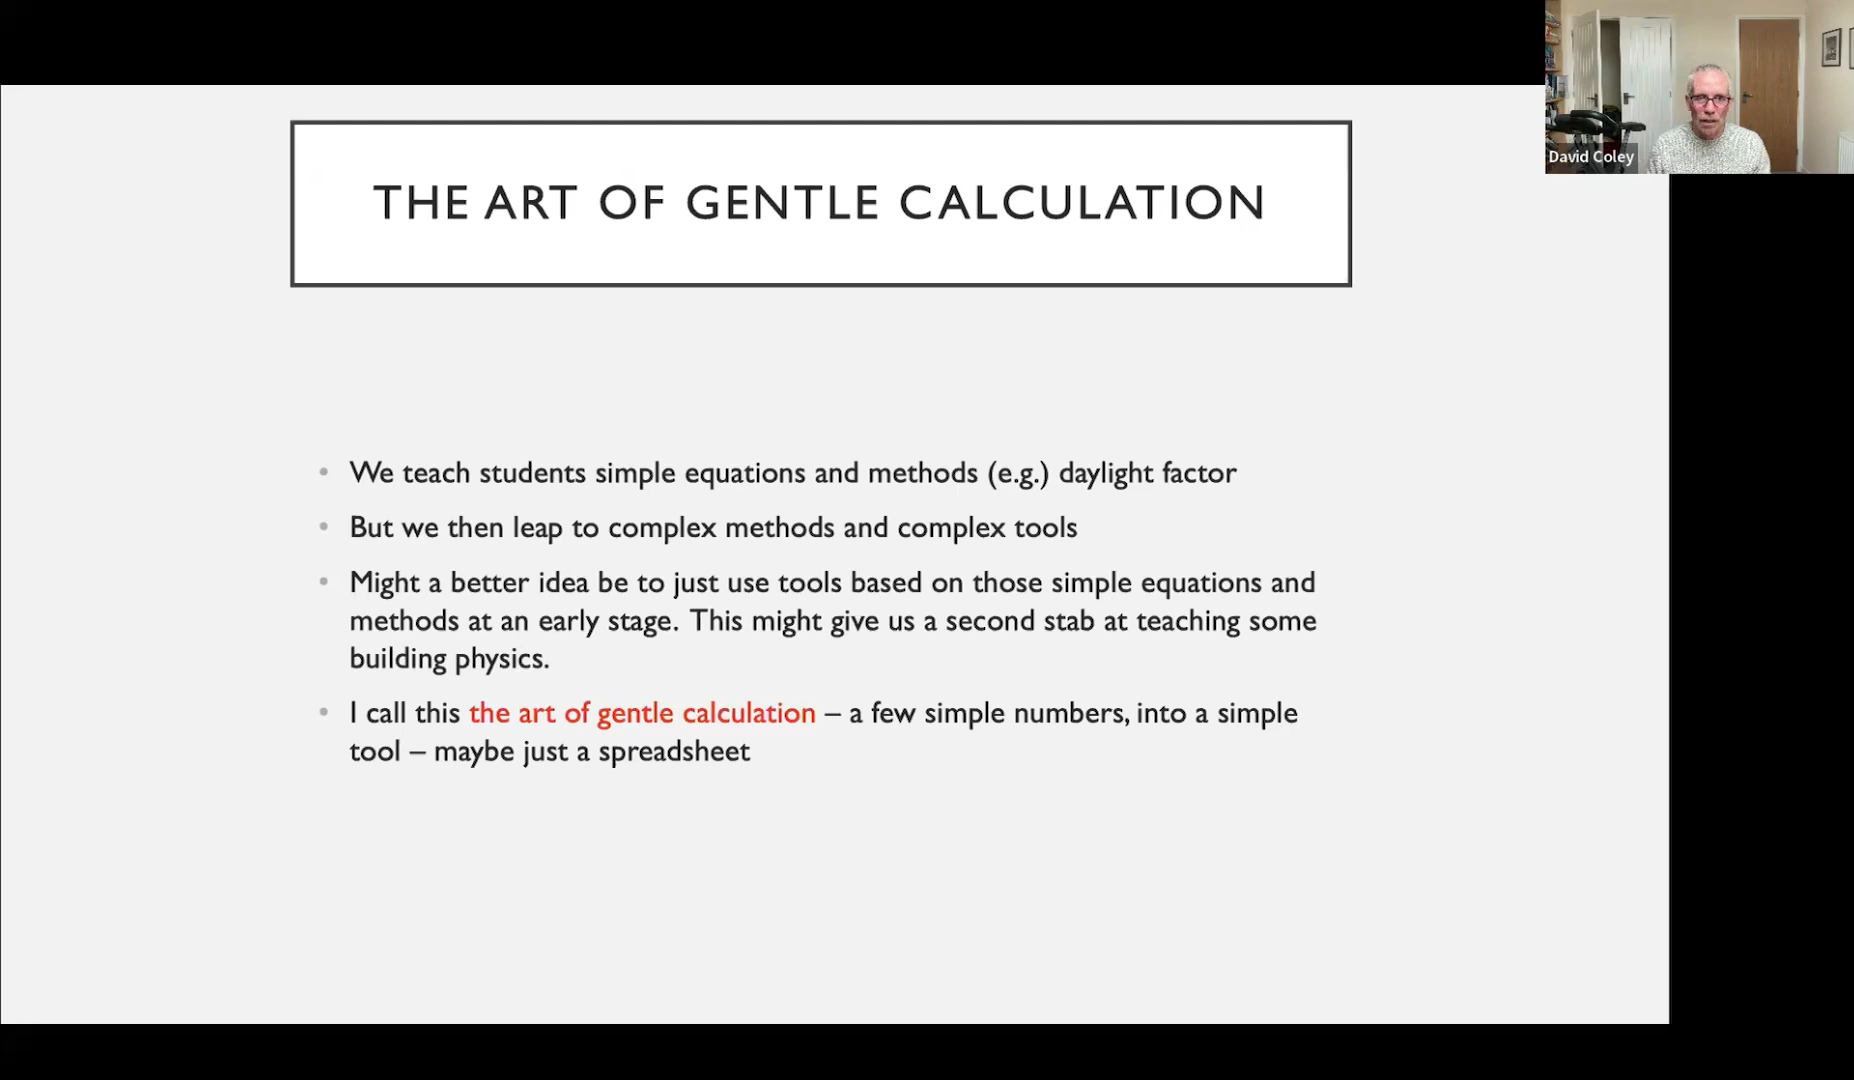 THE ART OF GENTLE CALCULATION
David Coley
• We teach students simple equations and methods (e.g.) daylight factor
• But we then leap to complex methods and complex tools
• Might a better idea be to just use tools based on those simple equations and
methods at an early stage. This might give us a second stab at teaching some
building physics.
• I call this the art of gentle calculation – a few simple numbers, into a simple
tool – maybe just a spreadsheet